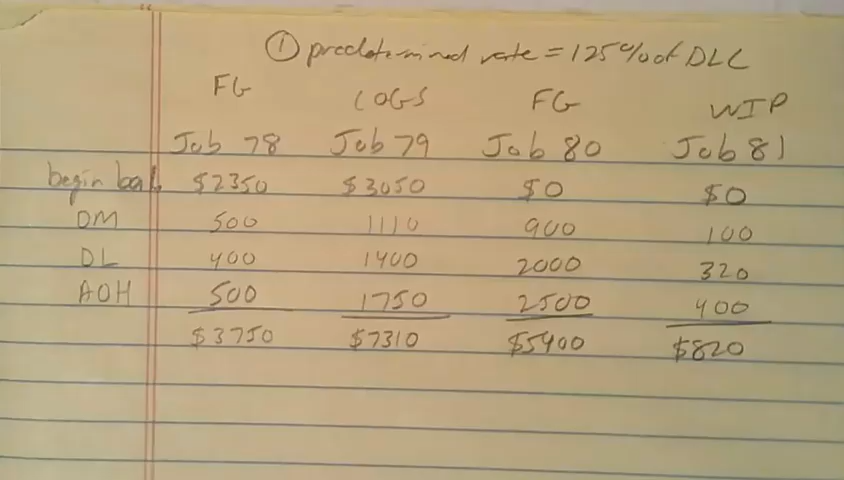 ① predetermined rate = 125% of DLC
FG COGS FG WIP
Job 78 Job 79 Job 80 Job 81
begin bal. $2350 $3050 $0 $0
DM 500 1110 900 100
DL 400 1400 2000 320
AOH 500 1750 2500 400
$3750 $7310 $5400 $820